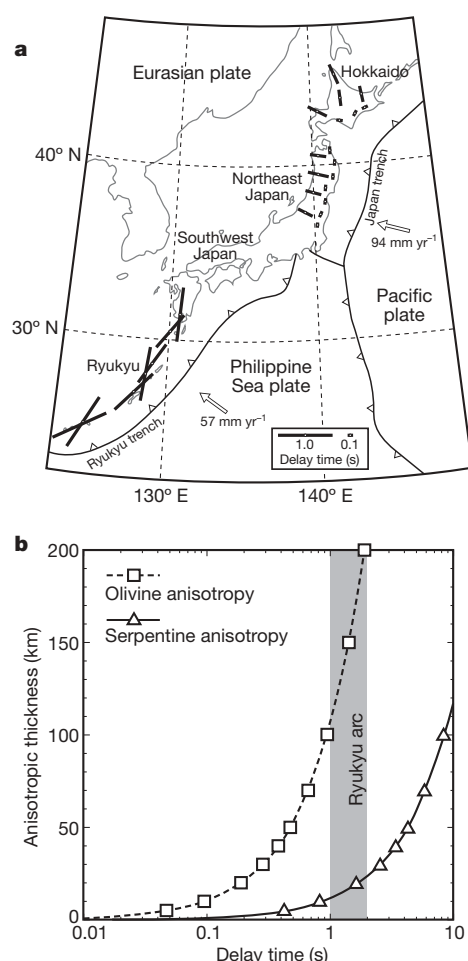 a
Eurasian plate
Hokkaido
40° N
Northeast
Japan
Japan trench
94 mm yr⁻¹
Southwest
Japan
Pacific
plate
30° N
Ryukyu
Philippine
Sea plate
57 mm yr⁻¹
Ryukyu trench
1.0 0.1
Delay time (s)
130° E 140° E
b
200
Olivine anisotropy
Serpentine anisotropy
150
100
50
0
Anisotropic thickness (km)
Ryukyu arc
0.01 0.1 1 10
Delay time (s)